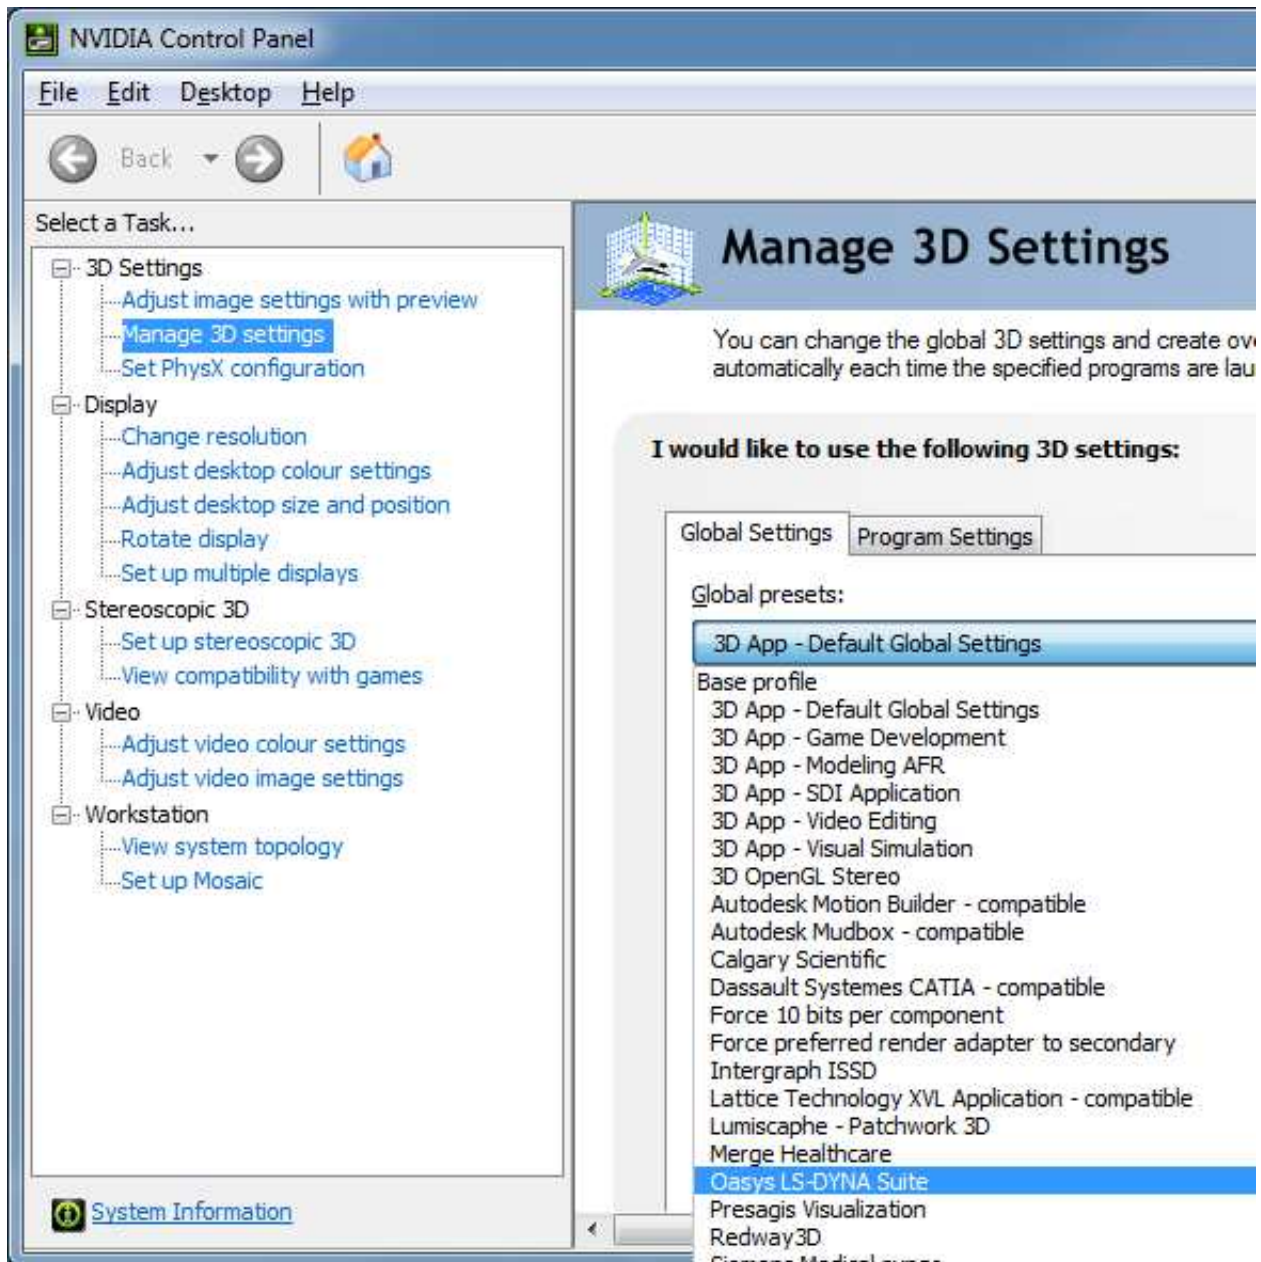 NVIDIA Control Panel
File Edit Desktop Help
Back
Select a Task...
3D Settings
Adjust image settings with preview
Manage 3D settings
Set PhysX configuration
Display
Change resolution
Adjust desktop colour settings
Adjust desktop size and position
Rotate display
Set up multiple displays
Stereoscopic 3D
Set up stereoscopic 3D
View compatibility with games
Video
Adjust video colour settings
Adjust video image settings
Workstation
View system topology
Set up Mosaic
System Information
Manage 3D Settings
You can change the global 3D settings and create ov
automatically each time the specified programs are lau
I would like to use the following 3D settings:
Global Settings Program Settings
Global presets:
3D App - Default Global Settings
Base profile
3D App - Default Global Settings
3D App - Game Development
3D App - Modeling AFR
3D App - SDI Application
3D App - Video Editing
3D App - Visual Simulation
3D OpenGL Stereo
Autodesk Motion Builder - compatible
Autodesk Mudbox - compatible
Calgary Scientific
Dassault Systemes CATIA - compatible
Force 10 bits per component
Force preferred render adapter to secondary
Intergraph ISSD
Lattice Technology XVL Application - compatible
Lumiscaphe - Patchwork 3D
Merge Healthcare
Oasys LS-DYNA Suite
Presagis Visualization
Redway3D